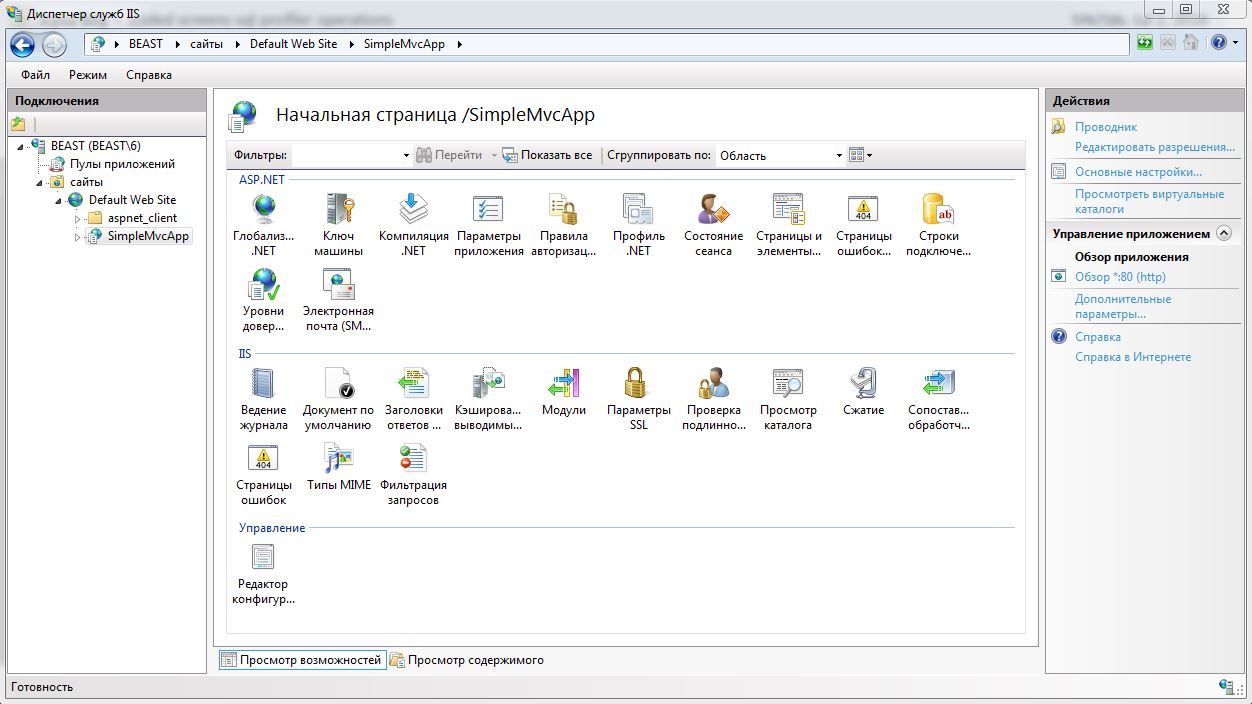 Диспетчер служб IIS
BEAST
сайты
Default Web Site
SimpleMvcApp
Файл Режим Справка
Подключения
BEAST (BEAST\6)
Пулы приложений
сайты
Default Web Site
aspnet_client
SimpleMvcApp
Начальная страница /SimpleMvcApp
Фильтры: Перейти Показать все Сгруппировать по: Область
ASP.NET
Глобализ...
.NET
Ключ
машины
Компиляция
.NET
Параметры
приложения
Правила
авторизац...
Профиль
.NET
Состояние
сеанса
Страницы и
элементы...
Страницы
ошибок...
Строки
подключе...
Уровни
довер...
Электронная
почта (SM...
IIS
Ведение
журнала
Документ по
умолчанию
Заголовки
ответов ...
Кэширова...
выводимы...
Модули
Параметры
SSL
Проверка
подлинно...
Просмотр
каталога
Сжатие
Сопостав...
обработч...
Страницы
ошибок
Типы MIME
Фильтрация
запросов
Управление
Редактор
конфигур...
Просмотр возможностей
Просмотр содержимого
Действия
Проводник
Редактировать разрешения...
Основные настройки...
Просмотреть виртуальные
каталоги
Управление приложением
Обзор приложения
Обзор *:80 (http)
Дополнительные
параметры...
Справка
Справка в Интернете
Готовность